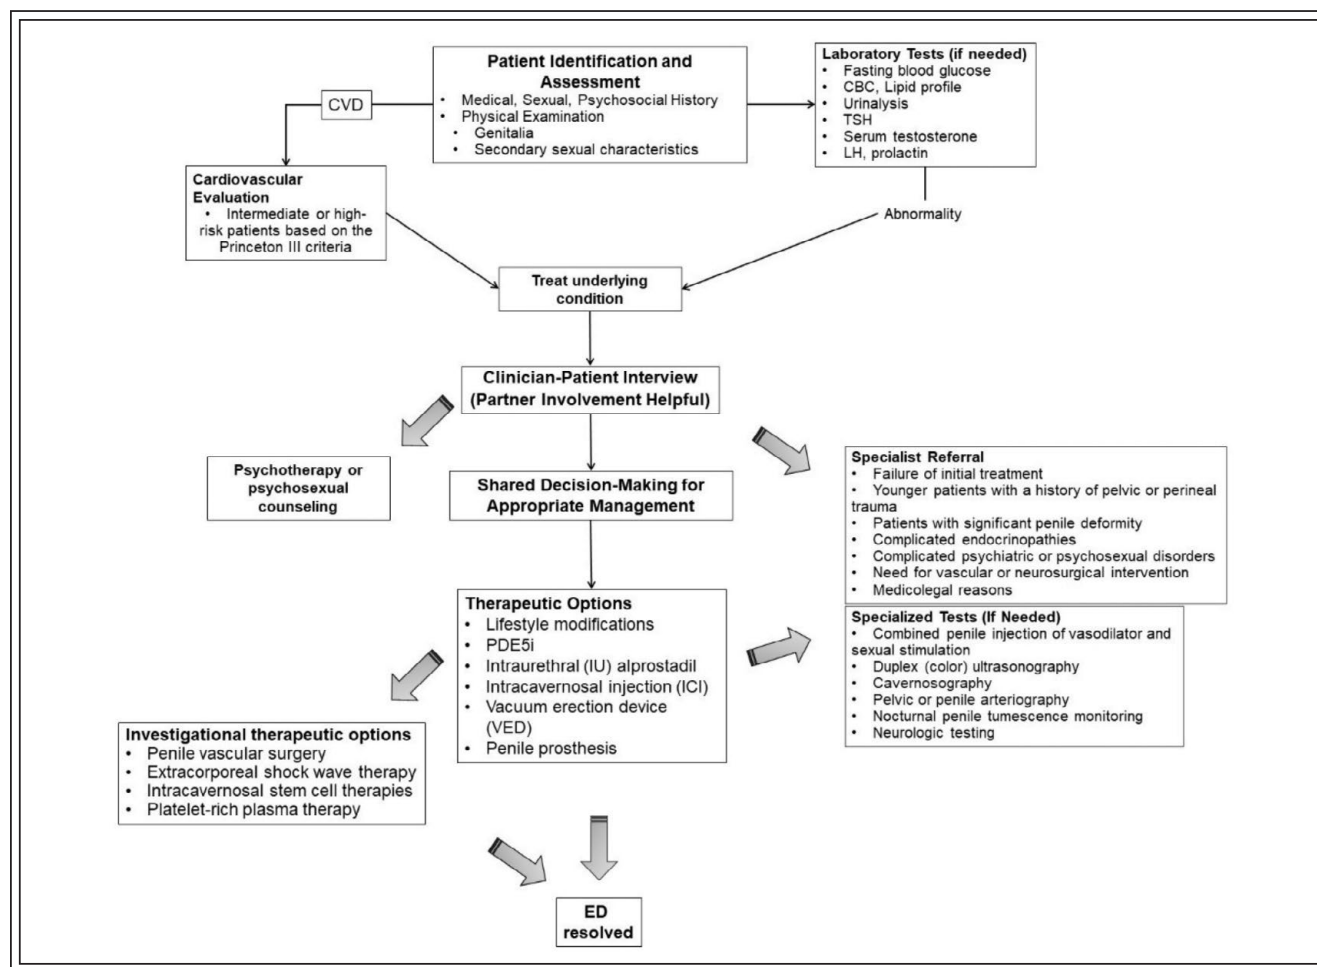 Patient Identification and
Assessment
• Medical, Sexual, Psychosocial History
• Physical Examination
• Genitalia
• Secondary sexual characteristics
CVD
Laboratory Tests (if needed)
• Fasting blood glucose
• CBC, Lipid profile
• Urinalysis
• TSH
• Serum testosterone
• LH, prolactin
Cardiovascular
Evaluation
• Intermediate or high-
risk patients based on the
Princeton III criteria
Abnormality
Treat underlying
condition
Clinician-Patient Interview
(Partner Involvement Helpful)
Psychotherapy or
psychosexual
counseling
Shared Decision-Making for
Appropriate Management
Specialist Referral
• Failure of initial treatment
• Younger patients with a history of pelvic or perineal
trauma
• Patients with significant penile deformity
• Complicated endocrinopathies
• Complicated psychiatric or psychosexual disorders
• Need for vascular or neurosurgical intervention
• Medicolegal reasons
Therapeutic Options
• Lifestyle modifications
• PDE5i
• Intraurethral (IU) alprostadil
• Intracavernosal injection (ICI)
• Vacuum erection device
(VED)
• Penile prosthesis
Specialized Tests (If Needed)
• Combined penile injection of vasodilator and
sexual stimulation
• Duplex (color) ultrasonography
• Cavernosography
• Pelvic or penile arteriography
• Nocturnal penile tumescence monitoring
• Neurologic testing
Investigational therapeutic options
• Penile vascular surgery
• Extracorporeal shock wave therapy
• Intracavernosal stem cell therapies
• Platelet-rich plasma therapy
ED
resolved